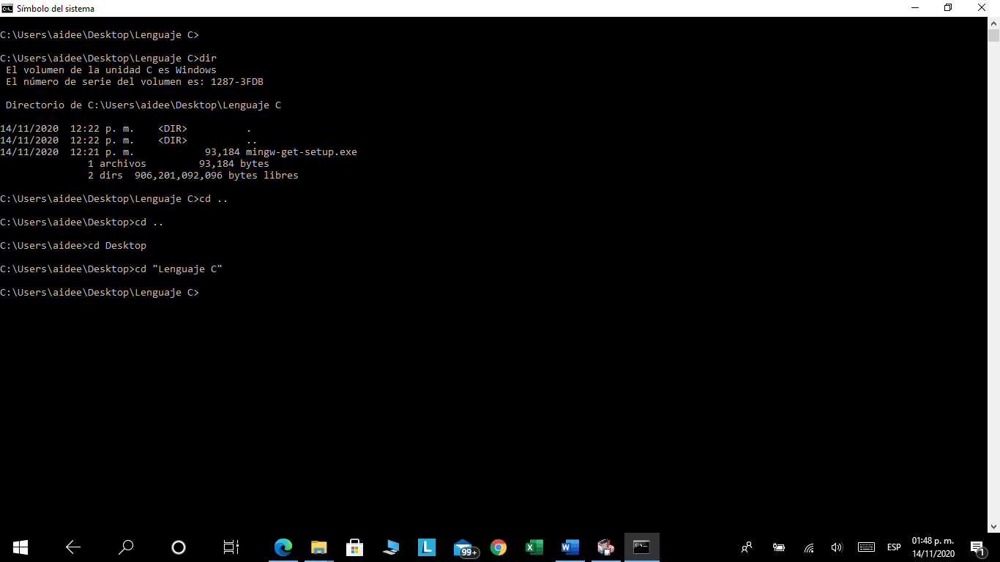 Símbolo del sistema
C:\Users\aidee\Desktop\Lenguaje C>
C:\Users\aidee\Desktop\Lenguaje C>dir
El volumen de la unidad C es Windows
El número de serie del volumen es: 1287-3FDB
Directorio de C:\Users\aidee\Desktop\Lenguaje C
14/11/2020  12:22 p. m.    <DIR>          .
14/11/2020  12:22 p. m.    <DIR>          ..
14/11/2020  12:21 p. m.            93,184 mingw-get-setup.exe
1 archivos         93,184 bytes
2 dirs  906,201,092,096 bytes libres
C:\Users\aidee\Desktop\Lenguaje C>cd ..
C:\Users\aidee\Desktop>cd ..
C:\Users\aidee>cd Desktop
C:\Users\aidee\Desktop>cd "Lenguaje C"
C:\Users\aidee\Desktop\Lenguaje C>
L
99+
ESP
01:48 p. m.
14/11/2020
1